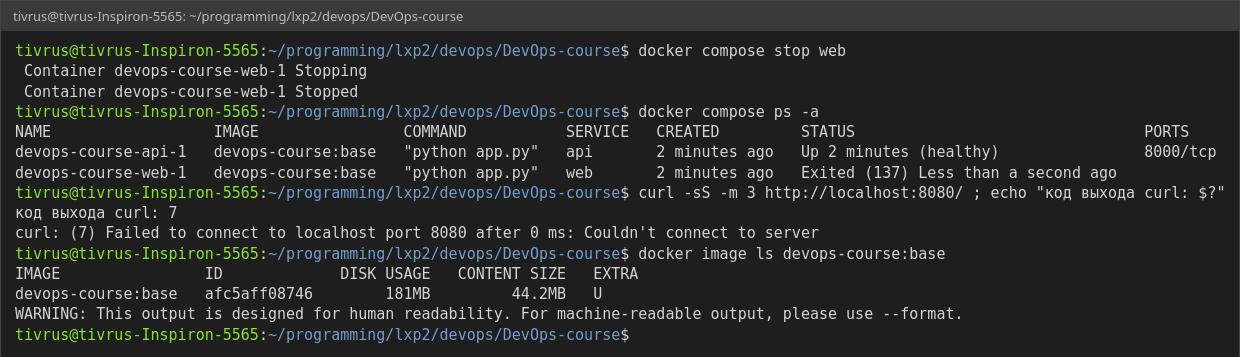 tivrus@tivrus-Inspiron-5565: ~/programming/lxp2/devops/DevOps-course
tivrus@tivrus-Inspiron-5565:~/programming/lxp2/devops/DevOps-course$ docker compose stop web
 Container devops-course-web-1 Stopping
 Container devops-course-web-1 Stopped
tivrus@tivrus-Inspiron-5565:~/programming/lxp2/devops/DevOps-course$ docker compose ps -a
NAME                  IMAGE                COMMAND           SERVICE   CREATED         STATUS                                PORTS
devops-course-api-1   devops-course:base   "python app.py"   api       2 minutes ago   Up 2 minutes (healthy)                8000/tcp
devops-course-web-1   devops-course:base   "python app.py"   web       2 minutes ago   Exited (137) Less than a second ago
tivrus@tivrus-Inspiron-5565:~/programming/lxp2/devops/DevOps-course$ curl -sS -m 3 http://localhost:8080/ ; echo "код выхода curl: $?"
код выхода curl: 7
curl: (7) Failed to connect to localhost port 8080 after 0 ms: Couldn't connect to server
tivrus@tivrus-Inspiron-5565:~/programming/lxp2/devops/DevOps-course$ docker image ls devops-course:base
IMAGE                ID             DISK USAGE   CONTENT SIZE   EXTRA
devops-course:base   afc5aff08746        181MB         44.2MB   U
WARNING: This output is designed for human readability. For machine-readable output, please use --format.
tivrus@tivrus-Inspiron-5565:~/programming/lxp2/devops/DevOps-course$